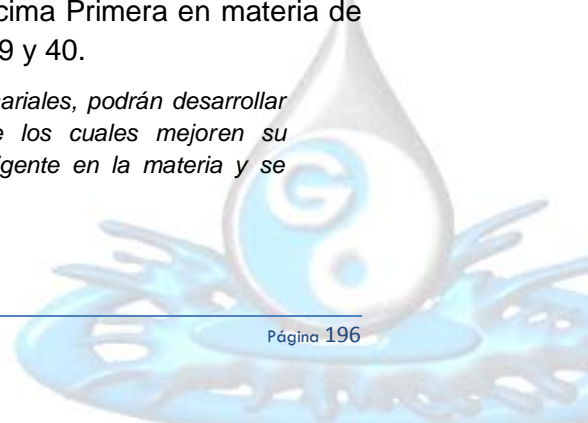 cima Primera en materia de
9 y 40.
ariales, podrán desarrollar
e los cuales mejoren su
igente en la materia y se
G
Página 196